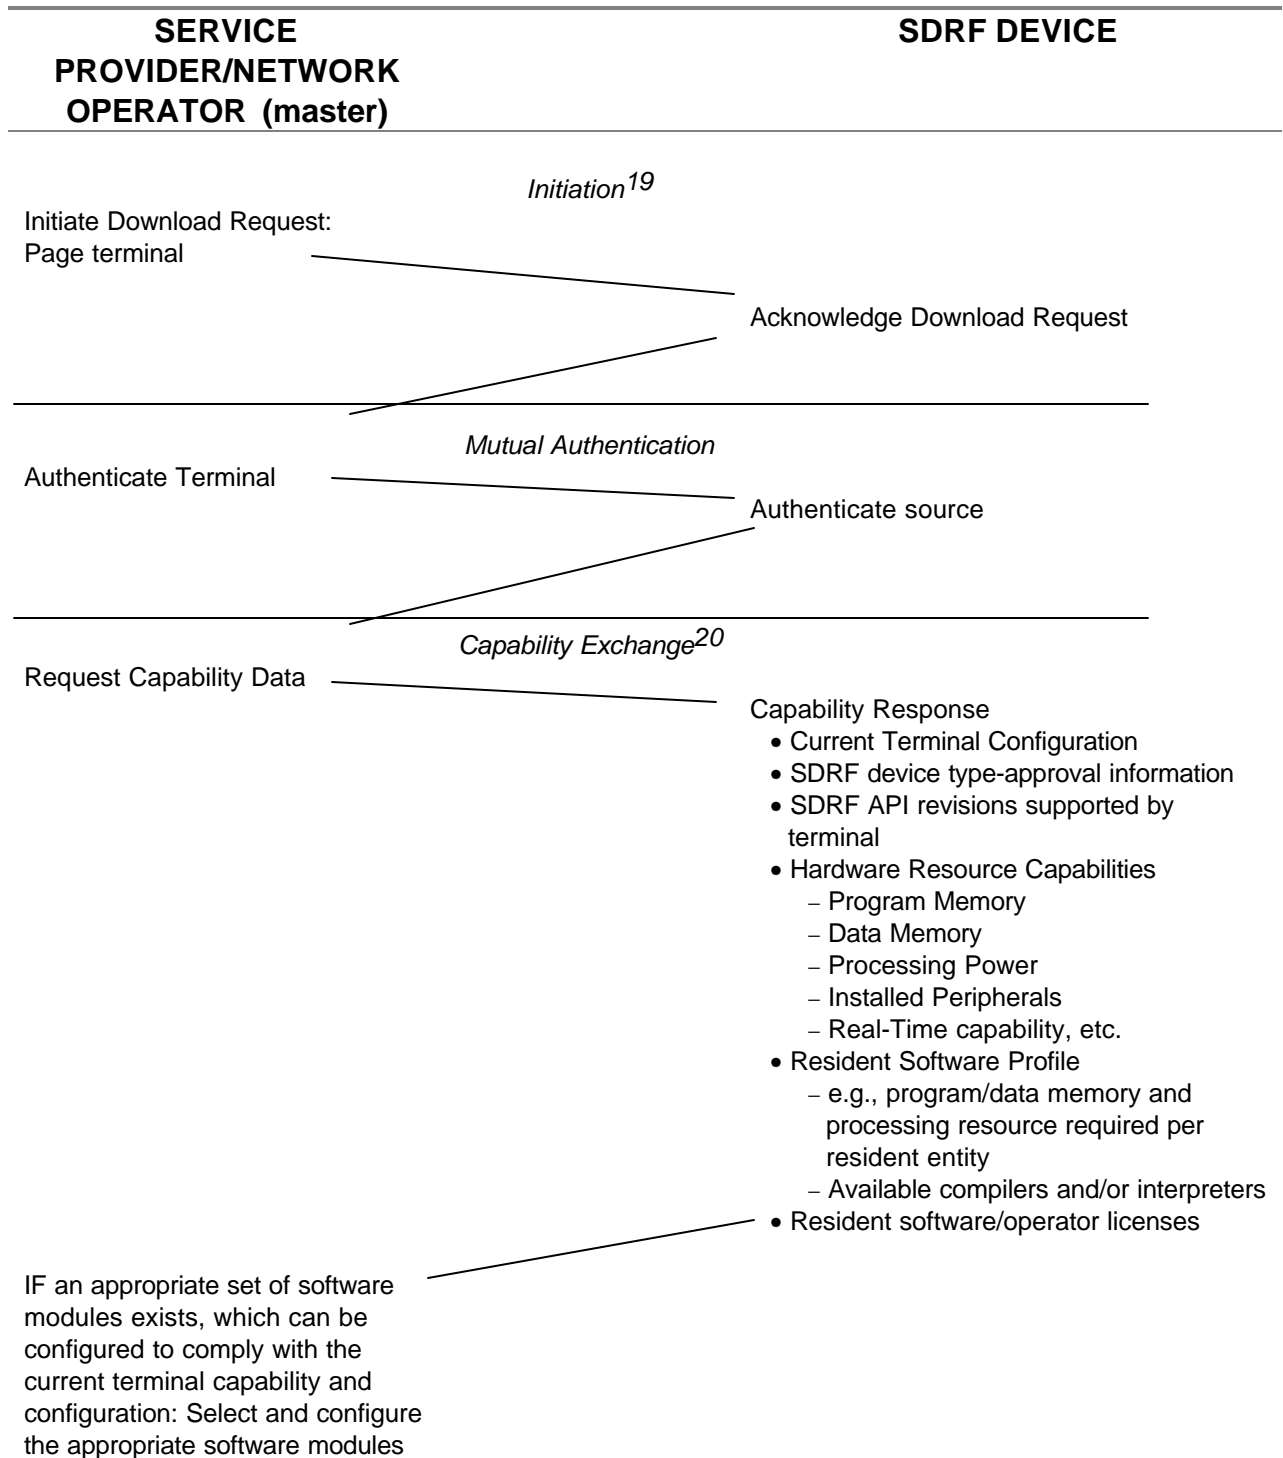 SERVICE
PROVIDER/NETWORK
OPERATOR (master)
SDRF DEVICE
Initiation19
Initiate Download Request:
Page terminal
Acknowledge Download Request
Mutual Authentication
Authenticate Terminal
Authenticate source
Capability Exchange20
Request Capability Data
Capability Response
• Current Terminal Configuration
• SDRF device type-approval information
• SDRF API revisions supported by
terminal
• Hardware Resource Capabilities
– Program Memory
– Data Memory
– Processing Power
– Installed Peripherals
– Real-Time capability, etc.
• Resident Software Profile
– e.g., program/data memory and
processing resource required per
resident entity
– Available compilers and/or interpreters
• Resident software/operator licenses
IF an appropriate set of software
modules exists, which can be
configured to comply with the
current terminal capability and
configuration: Select and configure
the appropriate software modules